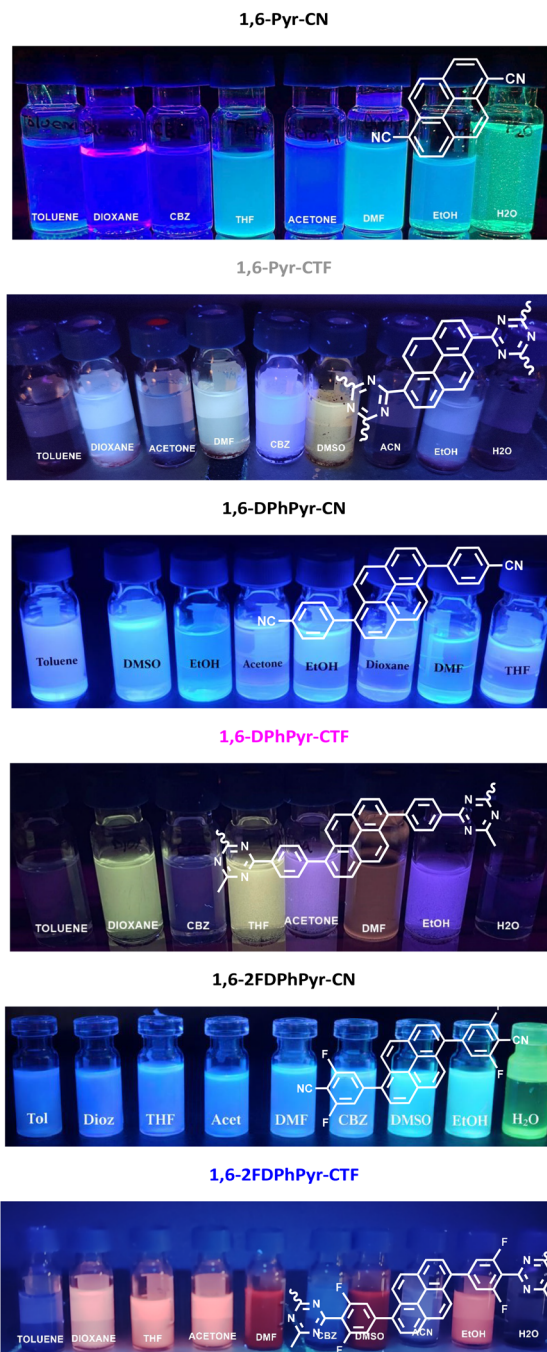 1,6-Pyr-CN
CN
NC
TOLUENE DIOXANE CBZ THF ACETONE DMF EtOH H2O
1,6-Pyr-CTF
N N N
N N N
TOLUENE DIOXANE ACETONE DMF CBZ DMSO ACN EtOH H2O
1,6-DPhPyr-CN
CN
NC
Toluene DMSO EtOH Acetone EtOH Dioxane DMF THF
1,6-DPhPyr-CTF
N N N
N N N
TOLUENE DIOXANE CBZ THF ACETONE DMF EtOH H2O
1,6-2FDPhPyr-CN
F CN
NC F F
Tol Dioz THF Acet DMF CBZ DMSO EtOH H₂O
1,6-2FDPhPyr-CTF
F N
N N F F
TOLUENE DIOXANE THF ACETONE DMF CBZ DMSO ACN EtOH H2O
F